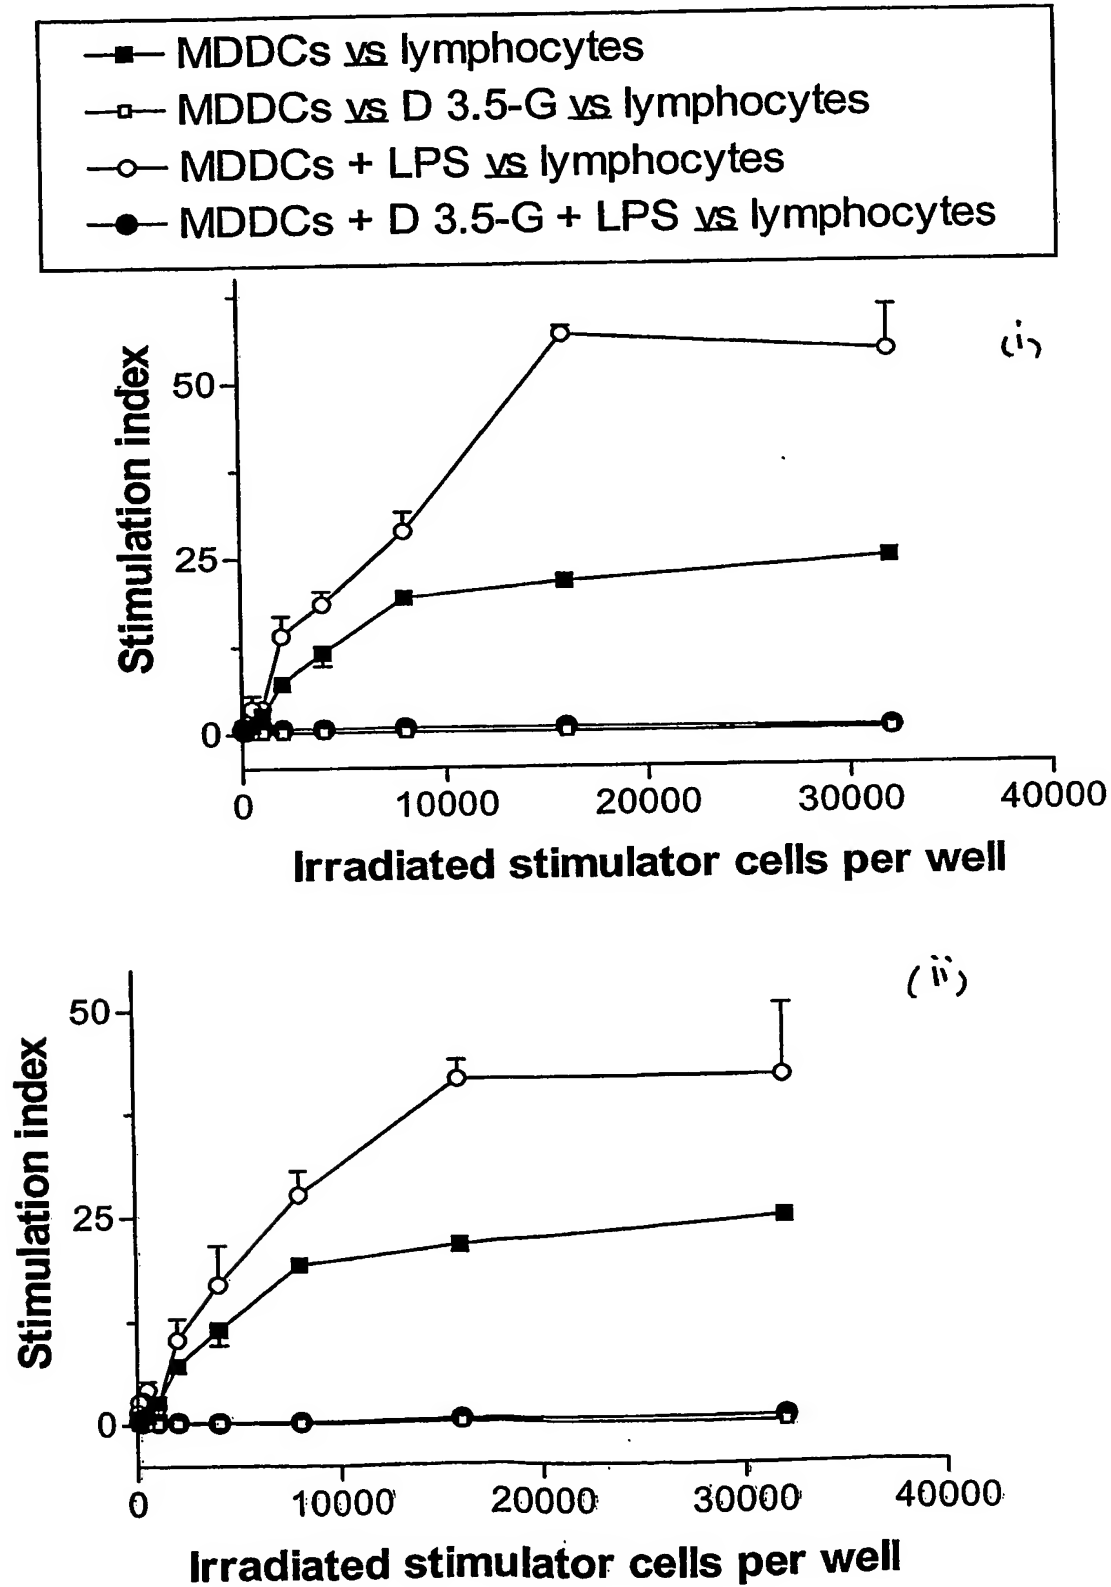 MDDCs vs lymphocytes
MDDCs vs D 3.5-G vs lymphocytes
MDDCs + LPS vs lymphocytes
MDDCs + D 3.5-G + LPS vs lymphocytes
(i)
Stimulation index
50
25
0
0 10000 20000 30000 40000
Irradiated stimulator cells per well
(ii)
Stimulation index
50
25
0
0 10000 20000 30000 40000
Irradiated stimulator cells per well